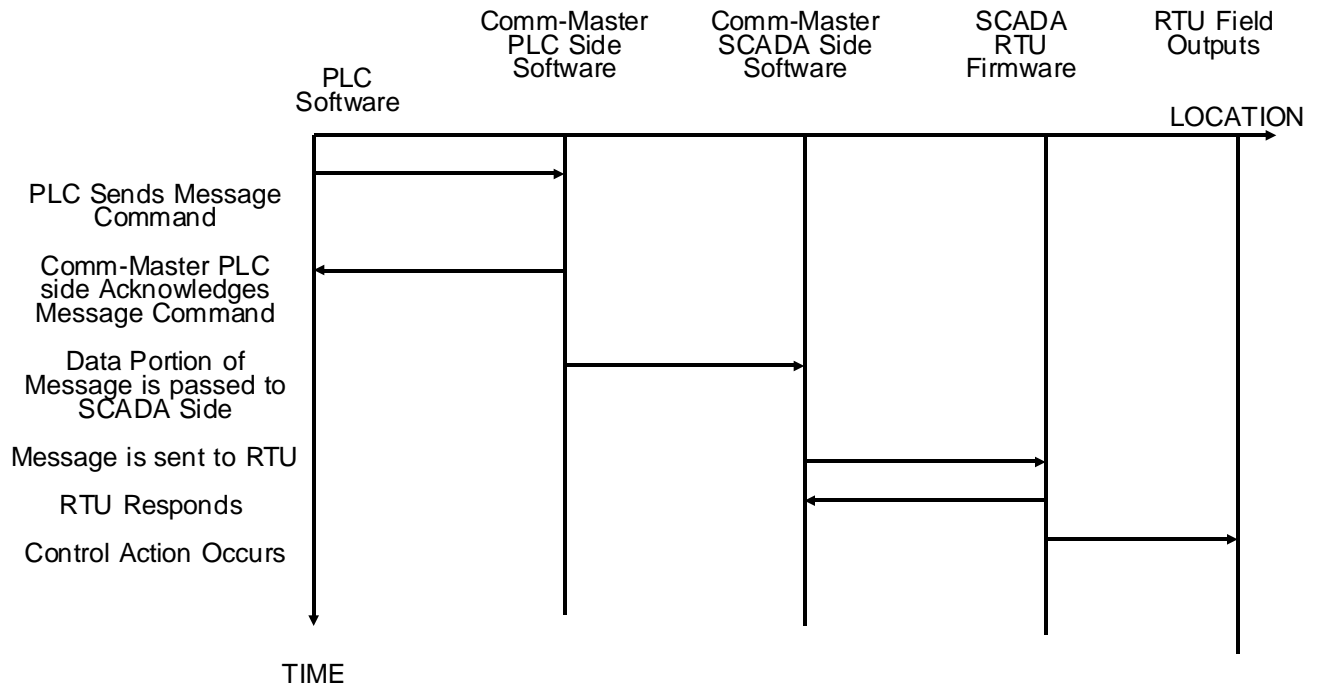 Comm-Master
PLC Side
Software
Comm-Master
SCADA Side
Software
SCADA
RTU
Firmware
RTU Field
Outputs
PLC
Software
LOCATION
PLC Sends Message
Command
Comm-Master PLC
side Acknowledges
Message Command
Data Portion of
Message is passed to
SCADA Side
Message is sent to RTU
RTU Responds
Control Action Occurs
TIME